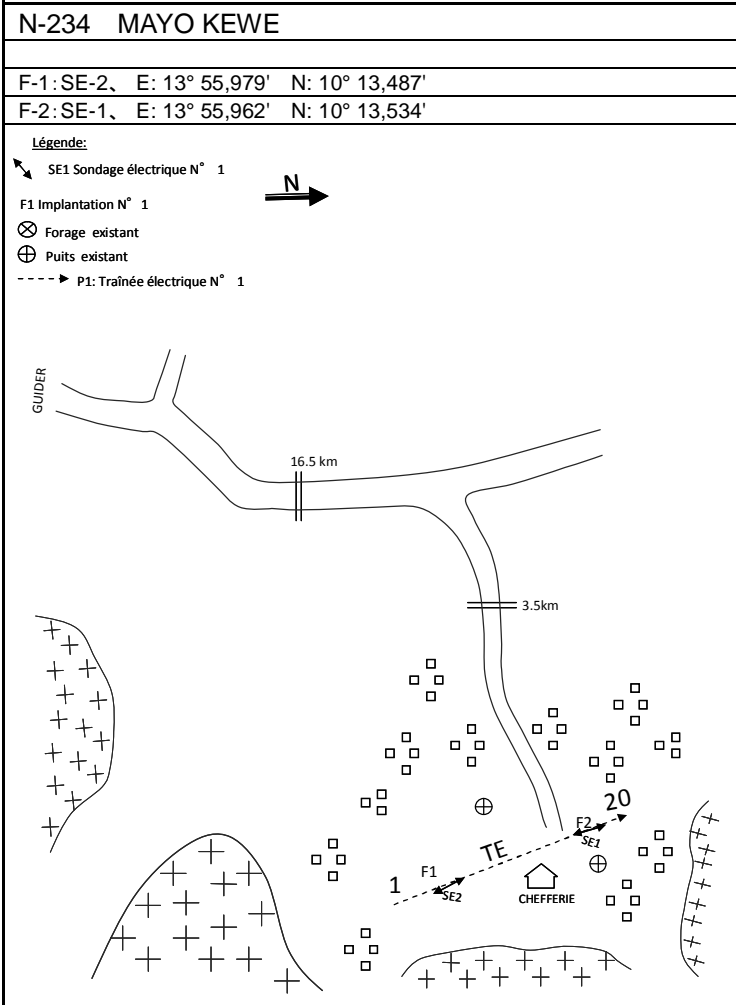 N-234 MAYO KEWE
F-1:SE-2、 E: 13° 55,979' N: 10° 13,487'
F-2:SE-1、 E: 13° 55,962' N: 10° 13,534'
Légende:
SE1 Sondage électrique N° 1
N
F1 Implantation N° 1
Forage existant
Puits existant
P1: Traînée électrique N° 1
GUIDER
16.5 km
3.5km
20
F2
SE1
TE
F1
1
SE2
CHEFFERIE